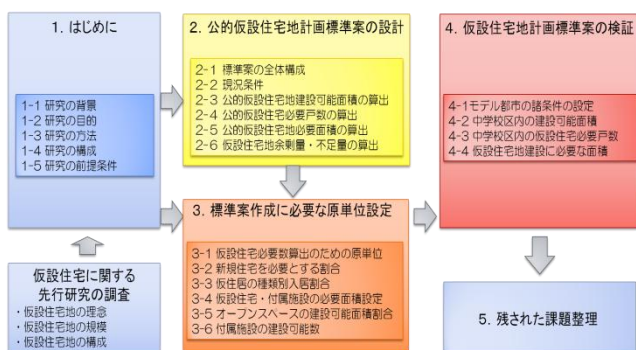 1. はじめに
1-1 研究の背景
1-2 研究の目的
1-3 研究の方法
1-4 研究の構成
1-5 研究の前提条件
仮設住宅に関する
先行研究の調査
・仮設住宅地の理念
・仮設住宅地の規模
・仮設住宅地の構成
2. 公的仮設住宅地計画標準案の設計
2-1 標準案の全体構成
2-2 現況条件
2-3 公的仮設住宅地建設可能面積の算出
2-4 公的仮設住宅必要戸数の算出
2-5 公的仮設住宅地必要面積の算出
2-6 仮設住宅地余剰量・不足量の算出
3. 標準案作成に必要な原単位設定
3-1 仮設住宅必要数算出のための原単位
3-2 新規住宅を必要とする割合
3-3 仮住居の種類別入居割合
3-4 仮設住宅・付属施設の必要面積設定
3-5 オープンスペースの建設可能面積割合
3-6 付属施設の建設可能数
4. 仮設住宅地計画標準案の検証
4-1モデル都市の諸条件の設定
4-2 中学校区内の建設可能面積
4-3 中学校区内の仮設住宅必要戸数
4-4 仮設住宅地建設に必要な面積
5. 残された課題整理